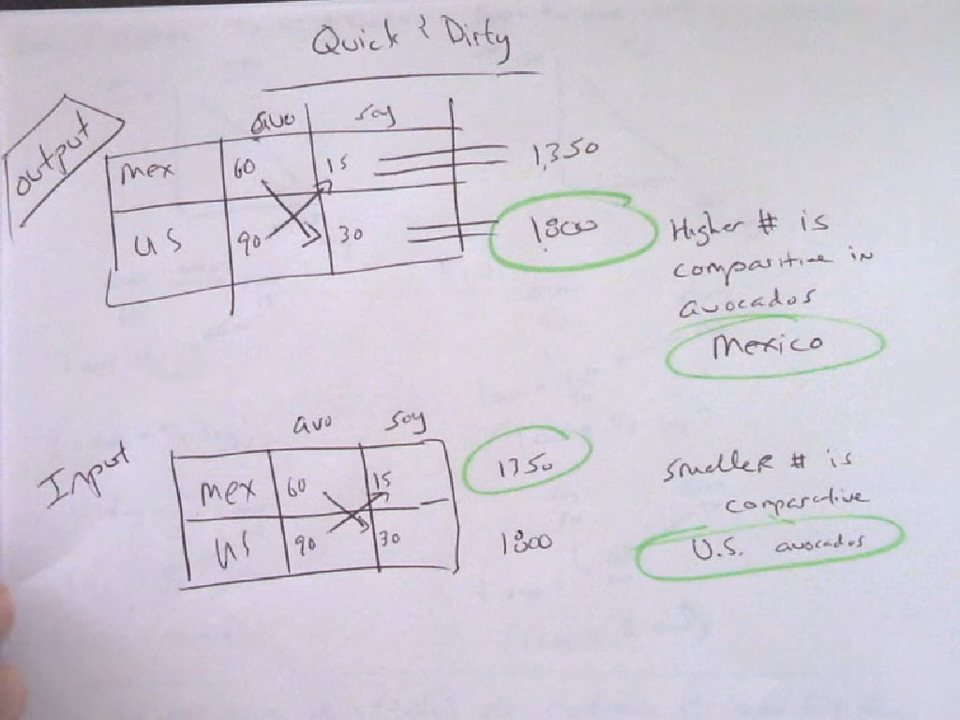 Quick & Dirty
output
avo soy
mex 60 15 1,350
US 90 30 1800
Higher # is
comparitive in
avocados
Mexico
Input
avo soy
mex 60 15 1350
US 90 30 1800
smaller # is
comparative
U.S. avocados